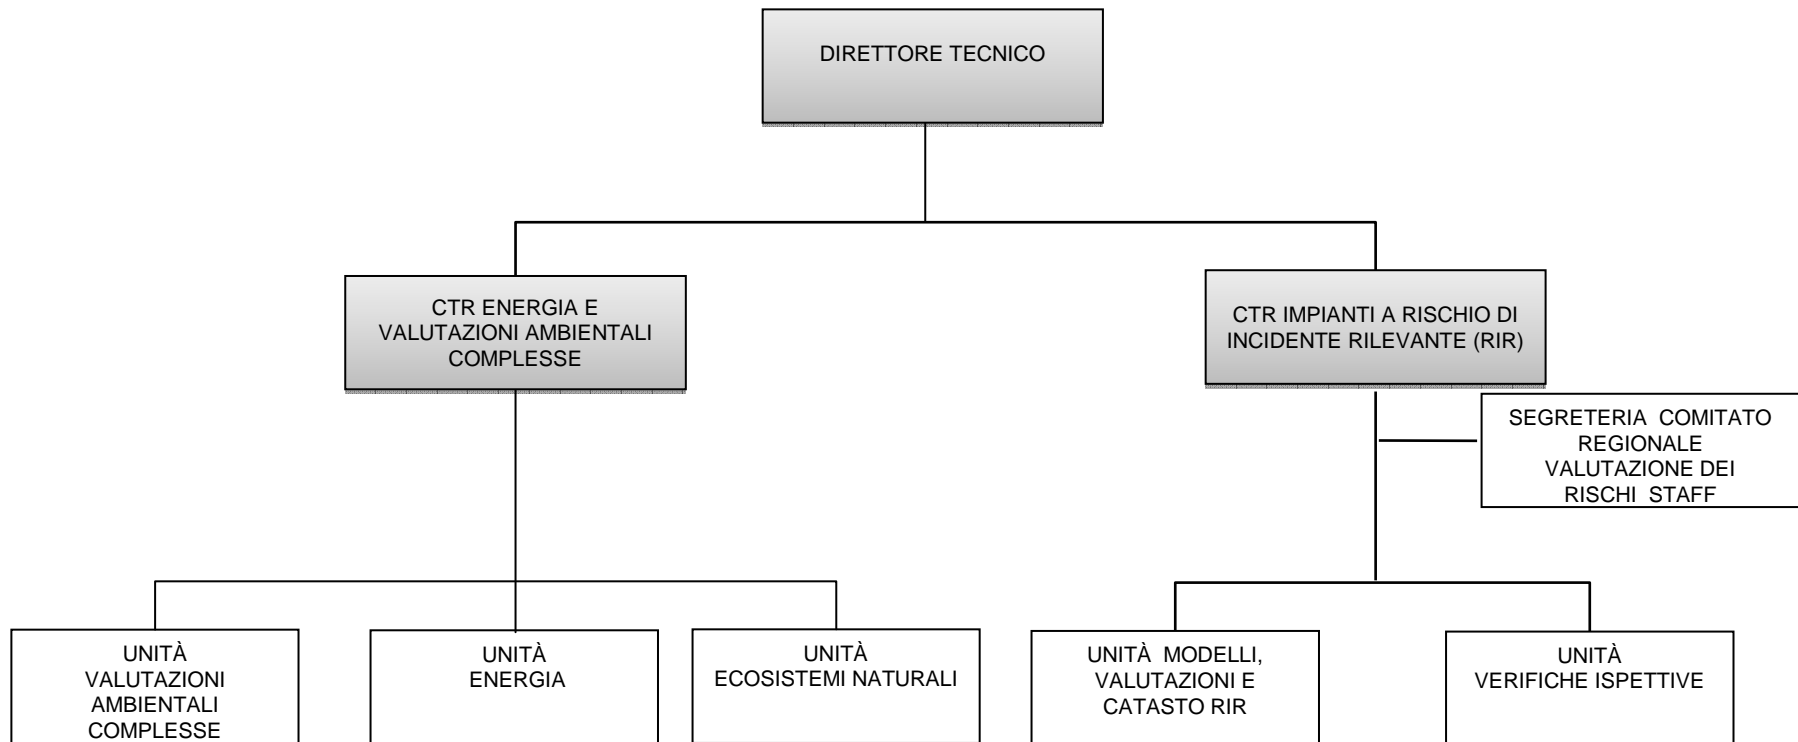 DIRETTORE TECNICO
CTR ENERGIA E
VALUTAZIONI AMBIENTALI
COMPLESSE
CTR IMPIANTI A RISCHIO DI
INCIDENTE RILEVANTE (RIR)
SEGRETERIA COMITATO
REGIONALE
VALUTAZIONE DEI
RISCHI STAFF
UNITÀ
VALUTAZIONI
AMBIENTALI
COMPLESSE
UNITÀ
ENERGIA
UNITÀ
ECOSISTEMI NATURALI
UNITÀ MODELLI,
VALUTAZIONI E
CATASTO RIR
UNITÀ
VERIFICHE ISPETTIVE